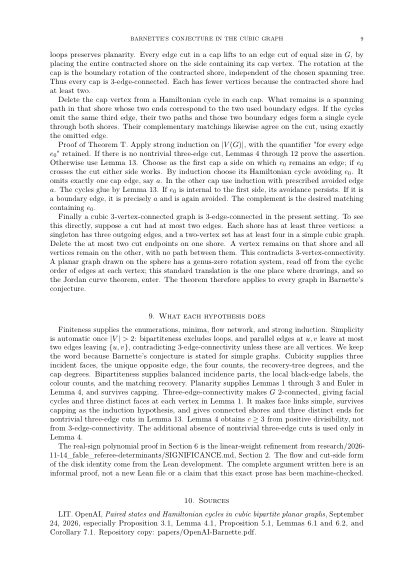 BARNETTE'S CONJECTURE IN THE CUBIC GRAPH 9
loops preserves planarity. Every edge cut in a cap lifts to an edge cut of equal size in G, by
placing the entire contracted shore on the side containing its cap vertex. The rotation at
the cap is the boundary rotation of the contracted shore, independent of the chosen spanning tree.
Thus every cap is 3-edge-connected. Each has fewer vertices because the contracted shore had
at least two.
Delete the cap vertex from a Hamiltonian cycle in each cap. What remains is a spanning
path in that shore whose two ends correspond to the two used boundary edges. If the cycles
omit the same third edge, their two paths and those two boundary edges form a single cycle
through both shores. Their complementary matchings likewise agree on the cut, using exactly
the omitted edge.
Proof of Theorem T. Apply strong induction on |V(G)|, with the quantifier "for every edge
e₀" retained. If there is no nontrivial three-edge cut, Lemmas 4 through 12 prove the assertion.
Otherwise use Lemma 13. Choose as the first cap a side on which e₀ remains an edge; if e₀
crosses the cut either side works. By induction choose its Hamiltonian cycle avoiding e₀. It
omits exactly one cap edge, say a. In the other cap use induction with prescribed avoided edge
a. The cycles glue by Lemma 13. If e₀ is internal to the first side, its avoidance persists. If it is
a boundary edge, it is precisely a and is again avoided. The complement is the desired matching
containing e₀.
Finally a cubic 3-vertex-connected graph is 3-edge-connected in the present setting. To see
this directly, suppose a cut had at most two edges. Each shore has at least three vertices: a
singleton has three outgoing edges, and a two-vertex set has at least four in a simple cubic graph.
Delete the at most two cut endpoints on one shore. A vertex remains on that shore and all
vertices remain on the other, with no path between them. This contradicts 3-vertex-connectivity.
A planar graph drawn on the sphere has a genus-zero rotation system, read off from the cyclic
order of edges at each vertex: this standard translation is the one place where drawings, and so
the Jordan curve theorem, enter. The theorem therefore applies to every graph in Barnette's
conjecture.
9. What each hypothesis does
Finiteness supplies the enumerations, minima, flow network, and strong induction. Simplicity
is automatic once |V| > 2: bipartiteness excludes loops, and parallel edges at u, v leave at most
two edges leaving {u, v}, contradicting 3-edge-connectivity unless these are all vertices. We keep
the word because Barnette's conjecture is stated for simple graphs. Cubicity supplies three
incident faces, the unique opposite edge, the four counts, the recovery-tree degrees, and the
cap degrees. Bipartiteness supplies balanced incidence parts, the local black-edge labels, the
colour counts, and the matching recovery. Planarity supplies Lemmas 1 through 3 and Euler in
Lemma 4, and survives capping. Three-edge-connectivity makes G 2-connected, giving facial
cycles and three distinct faces at each vertex in Lemma 1. It makes face links simple, survives
capping as the induction hypothesis, and gives connected shores and three distinct ends for
nontrivial three-edge cuts in Lemma 13. Lemma 4 obtains c ≥ 3 from positive divisibility, not
from 3-edge-connectivity. The additional absence of nontrivial three-edge cuts is used only in
Lemma 4.
The real-sign polynomial proof in Section 6 is the linear-weight refinement from research/2026-
11-14_fable_referee-determinants/SIGNIFICANCE.md, Section 2. The flow and cut-side form
of the disk identity come from the Lean development. The complete argument written here is an
informal proof, not a new Lean file or a claim that this exact prose has been machine-checked.
10. Sources
LIT. OpenAI, Paired states and Hamiltonian cycles in cubic bipartite planar graphs, September
24, 2026, especially Proposition 3.1, Lemma 4.1, Proposition 5.1, Lemmas 6.1 and 6.2, and
Corollary 7.1. Repository copy: papers/OpenAI-Barnette pdf.